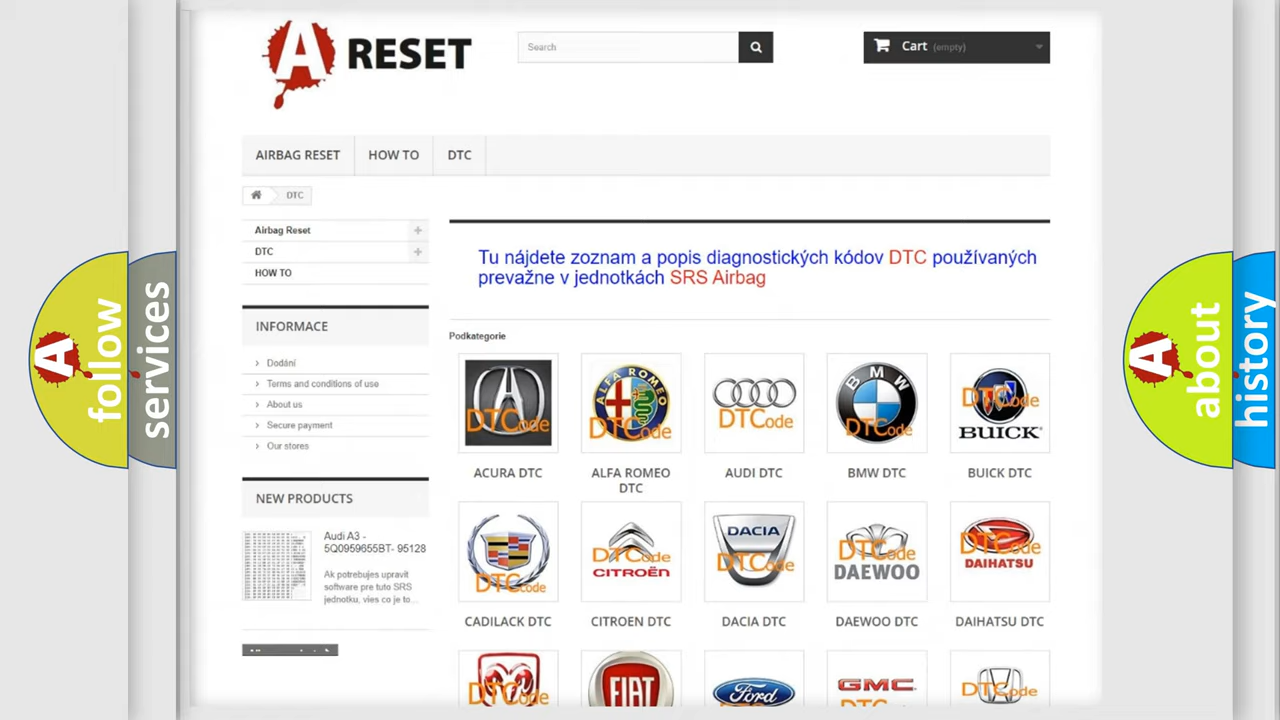 A RESET
Search
Cart (empty)
AIRBAG RESET
HOW TO
DTC
DTC
Airbag Reset
DTC
HOW TO
Tu nájdete zoznam a popis diagnostických kódov DTC používaných
prevažne v jednotkách SRS Airbag
INFORMACE
Dodání
Terms and conditions of use
About us
Secure payment
Our stores
Podkategorie
DTCode
ALFA ROMEO
DTCode
DTCode
BMW
DTCode
DTCode
BUICK
ACURA DTC
ALFA ROMEO
DTC
AUDI DTC
BMW DTC
BUICK DTC
NEW PRODUCTS
Audi A3 -
5Q0959655BT- 95128
Ak potrebujes upravit
software pre tuto SRS
jednotku, vies co je to...
DTCode
DTCode
CITROËN
DACIA
DTCode
DTCode
DAEWOO
DTCode
DAIHATSU
CADILACK DTC
CITROEN DTC
DACIA DTC
DAEWOO DTC
DAIHATSU DTC
DTCode
FIAT
Ford
GMC
DTCode
A
follow
services
A
about
history